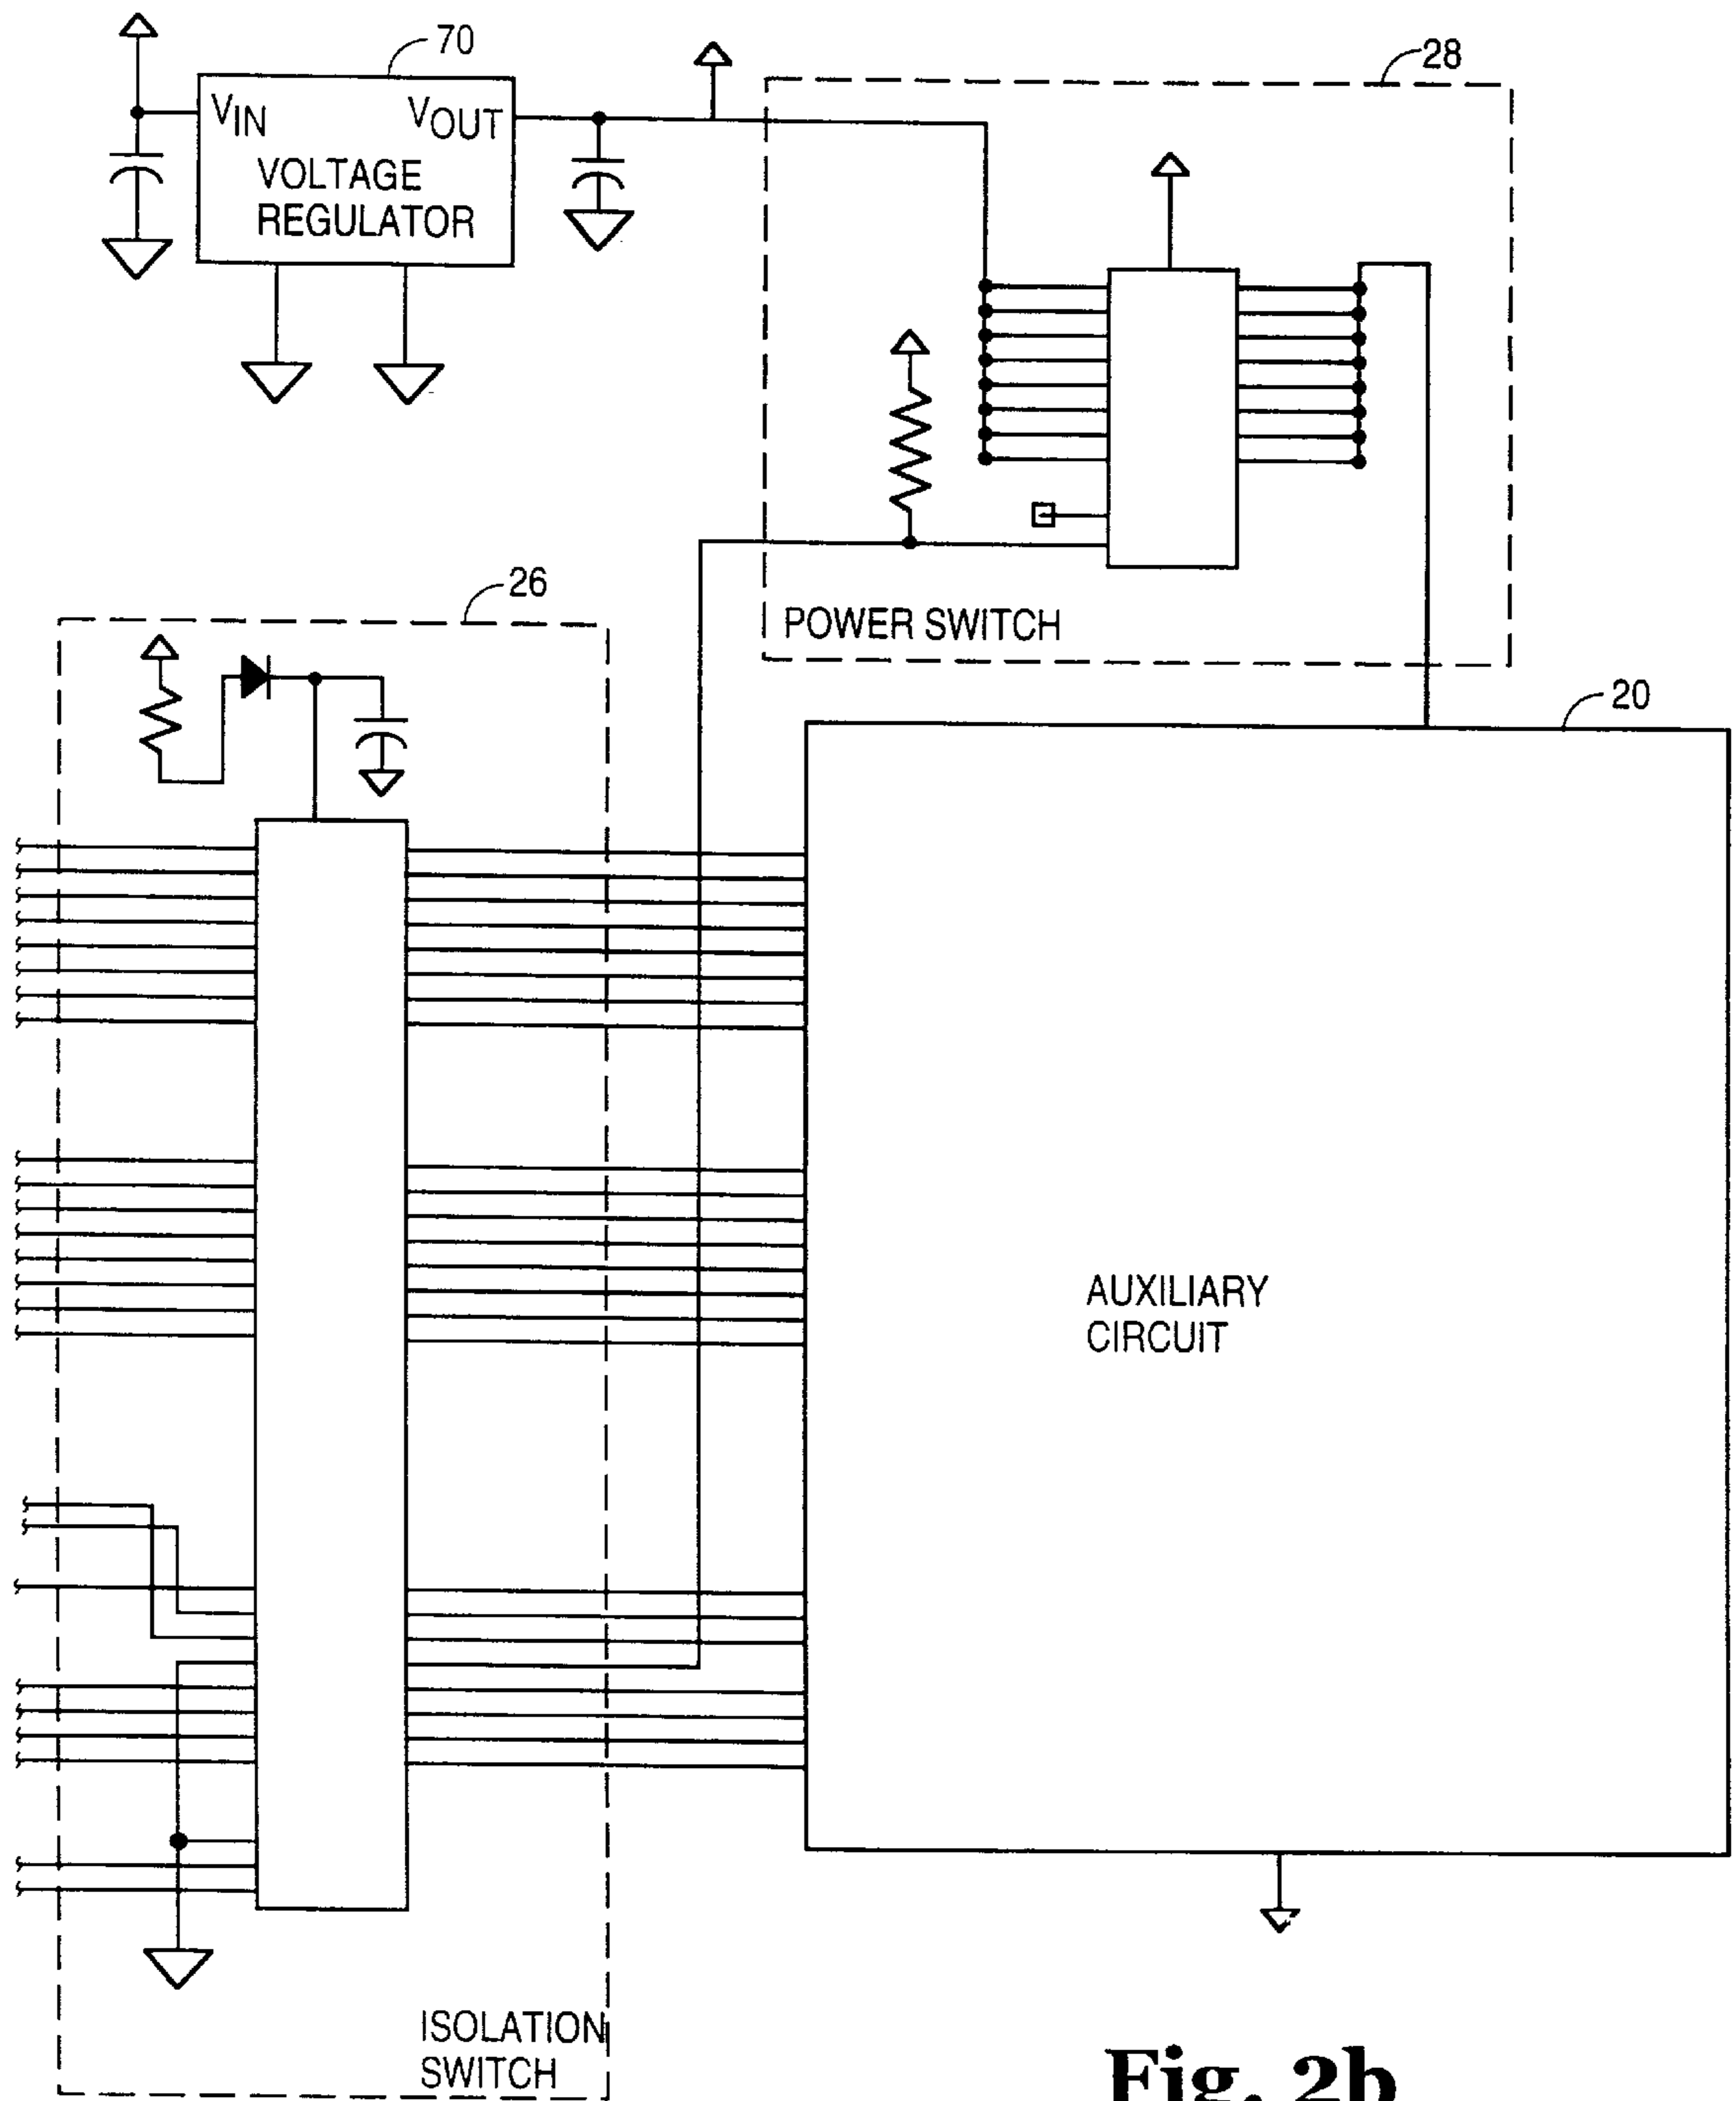 70
28
VIN VOUT
VOLTAGE
REGULATOR
26
POWER SWITCH
20
AUXILIARY
CIRCUIT
ISOLATION
SWITCH
Fig. 2b